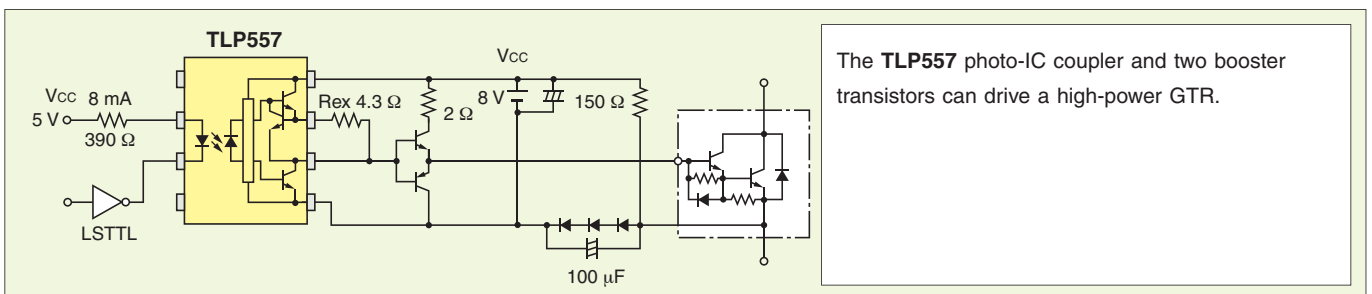 TLP557
Vcc 8 mA
5 V
390 Ω
LSTTL
Rex 4.3 Ω
2 Ω
Vcc
8 V
150 Ω
100 μF
The TLP557 photo-IC coupler and two booster
transistors can drive a high-power GTR.